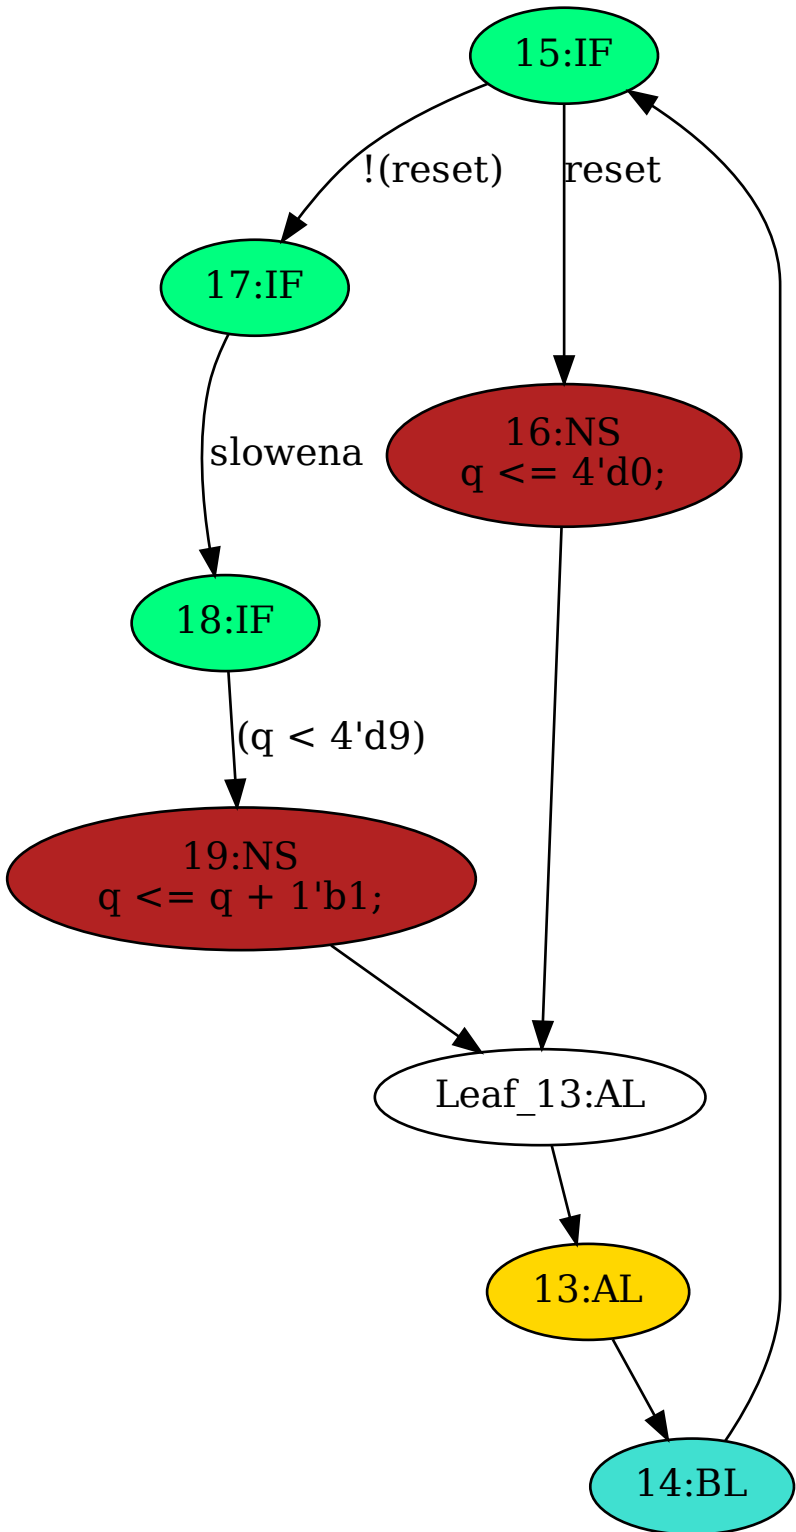 15:IF
!(reset)
reset
17:IF
16:NS
q <= 4'd0;
slowena
18:IF
(q < 4'd9)
19:NS
q <= q + 1'b1;
Leaf_13:AL
13:AL
14:BL